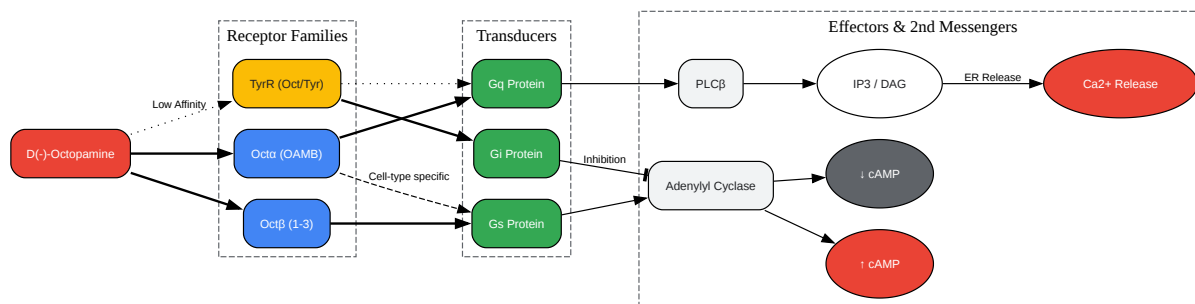 Effectors & 2nd Messengers
Receptor Families
Transducers
TyrR (Oct/Tyr)
Gq Protein
PLCβ
IP3 / DAG
ER Release
Ca2+ Release
Low Affinity
D(-)-Octopamine
Octα (OAMB)
Gi Protein
Inhibition
Cell-type specific
Adenylyl Cyclase
↓ cAMP
Octβ (1-3)
Gs Protein
↑ cAMP